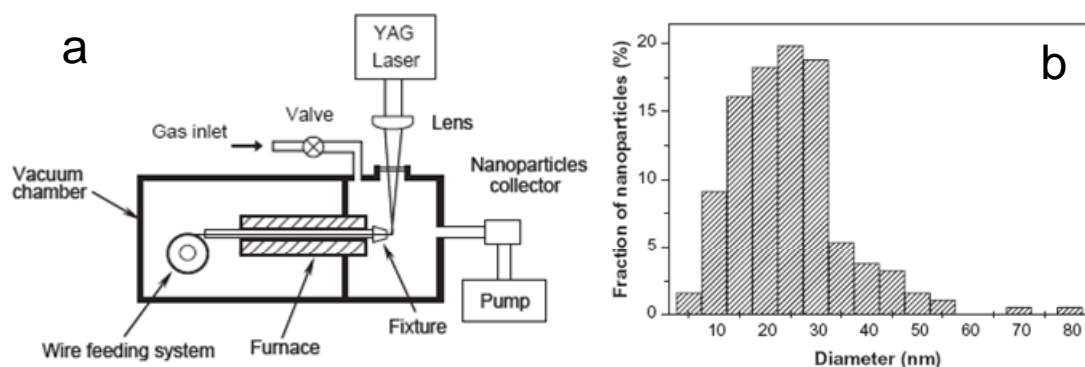 a
YAG
Laser
Valve
Lens
Gas inlet
Nanoparticles
collector
Vacuum
chamber
Pump
Fixture
Wire feeding system
Furnace
b
Fraction of nanoparticles (%)
20
15
10
5
0
10 20 30 40 50 60 70 80
Diameter (nm)